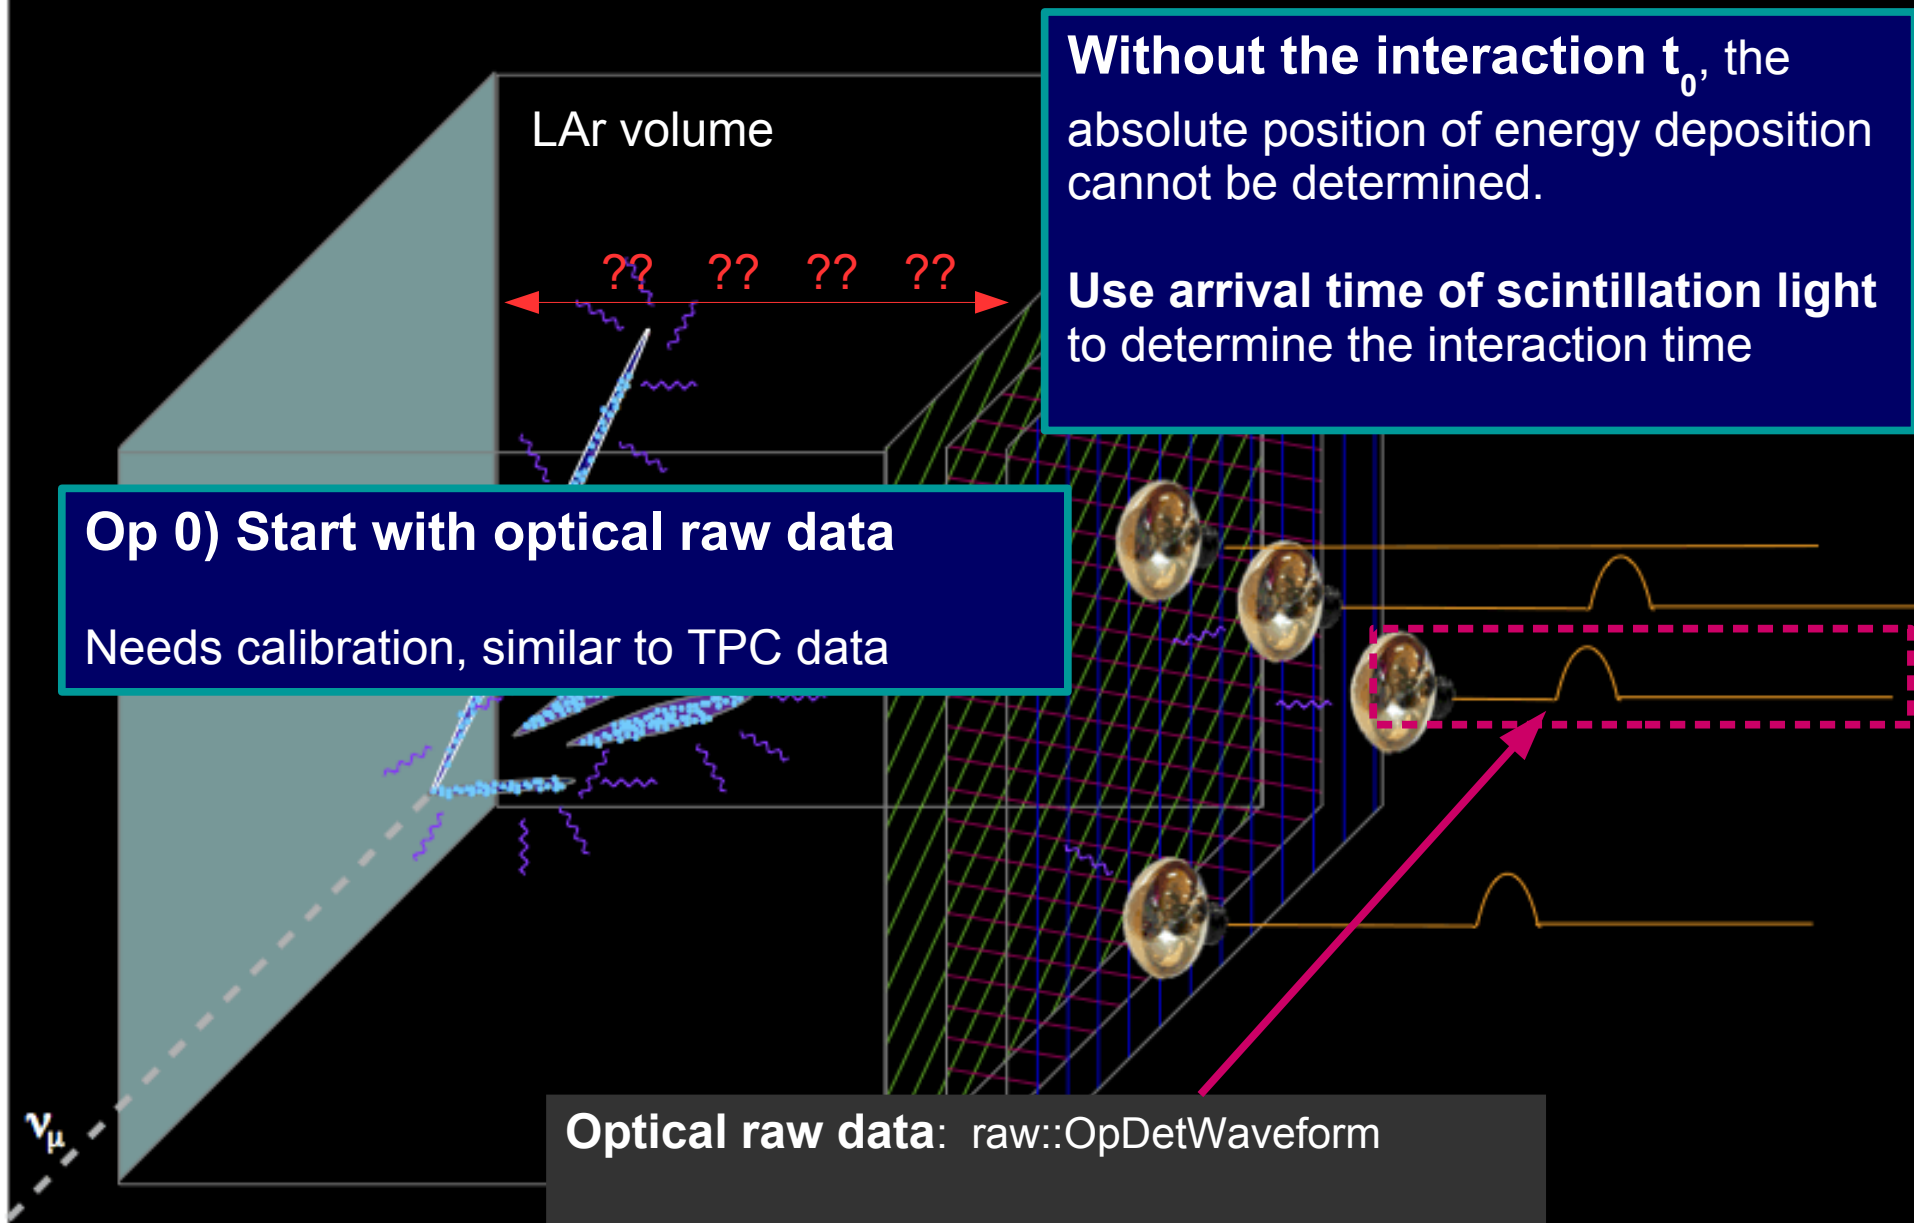 Without the interaction t₀, the
absolute position of energy deposition
cannot be determined.
Use arrival time of scintillation light
to determine the interaction time
LAr volume
?? ?? ?? ??
Op 0) Start with optical raw data
Needs calibration, similar to TPC data
νμ
Optical raw data: raw::OpDetWaveform